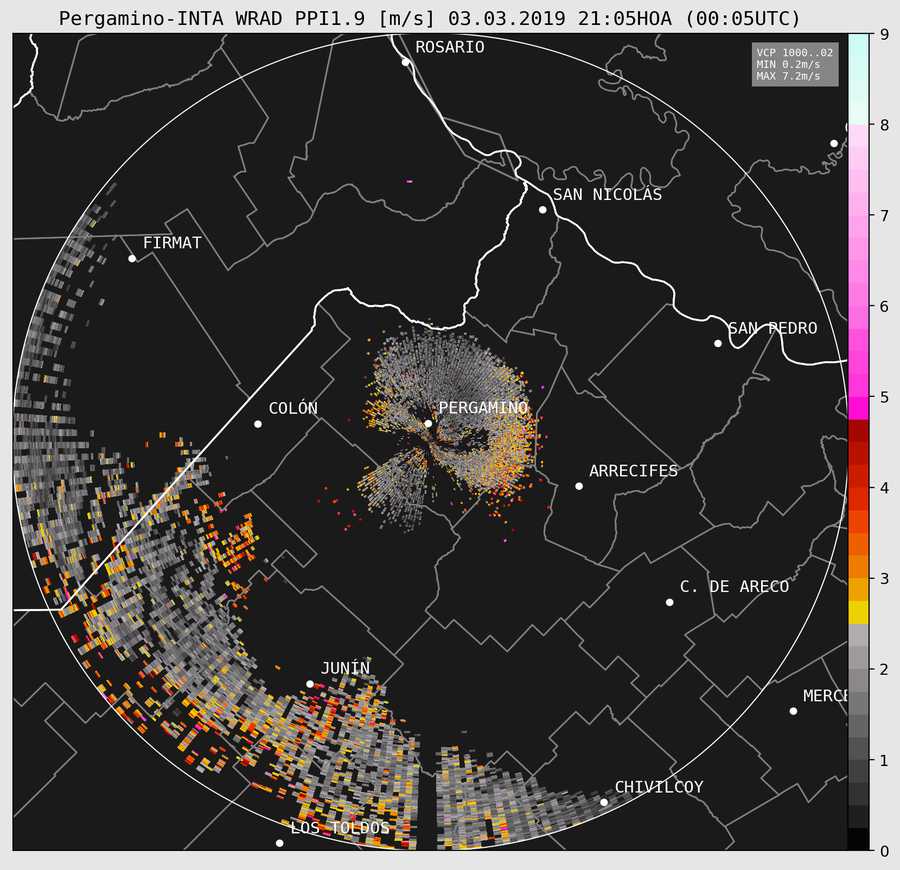 Pergamino-INTA WRAD PPI1.9 [m/s] 03.03.2019 21:05HOA (00:05UTC)
VCP 1000..02
MIN 0.2m/s
MAX 7.2m/s
ROSARIO
SAN NICOLÁS
FIRMAT
SAN PEDRO
COLÓN
PERGAMINO
ARRECIFES
C. DE ARECO
JUNÍN
MERCE
CHIVILCOY
LOS TOLDOS
9
8
7
6
5
4
3
2
1
0